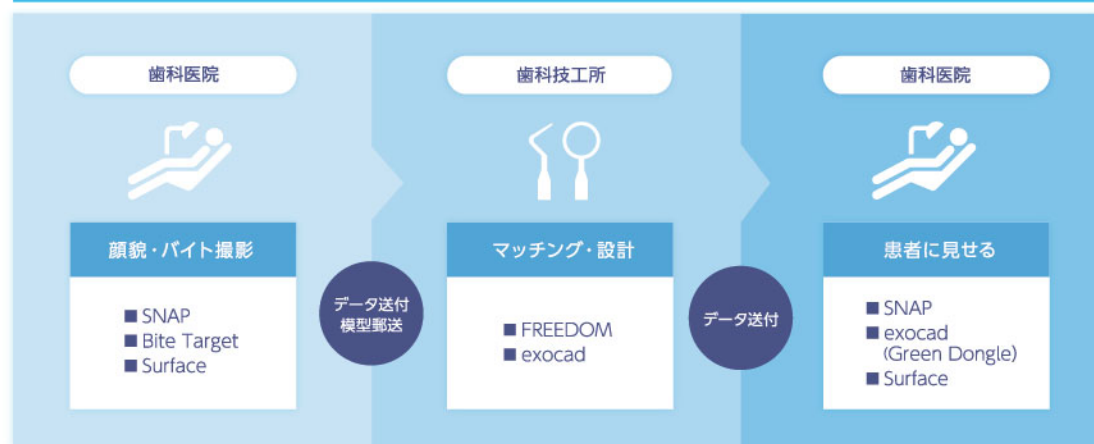 歯科医院
顔貌・バイト撮影
■ SNAP
■ Bite Target
■ Surface
データ送付
模型郵送
歯科技工所
マッチング・設計
■ FREEDOM
■ exocad
データ送付
歯科医院
患者に見せる
■ SNAP
■ exocad
(Green Dongle)
■ Surface